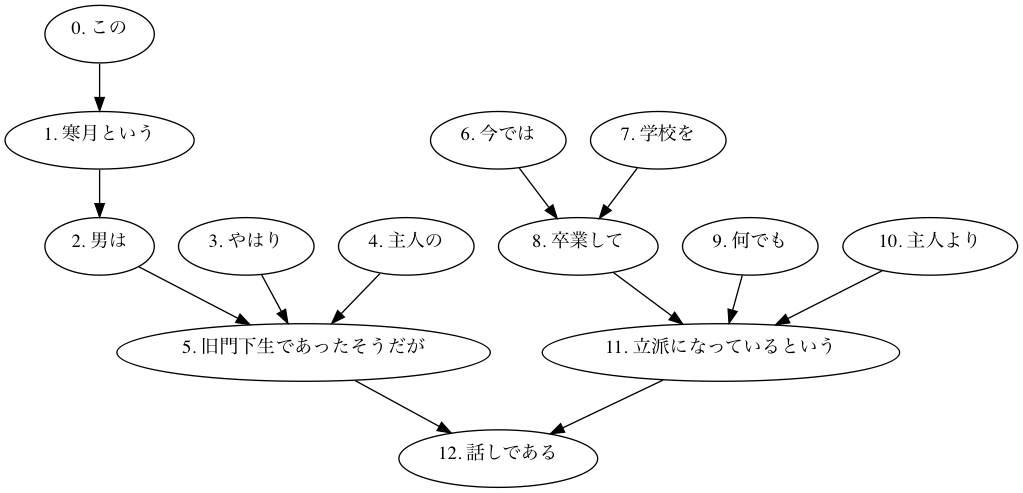 0. この
1. 寒月という
6. 今では
7. 学校を
2. 男は
3. やはり
4. 主人の
8. 卒業して
9. 何でも
10. 主人より
5. 旧門下生であったそうだが
11. 立派になっているという
12. 話しである